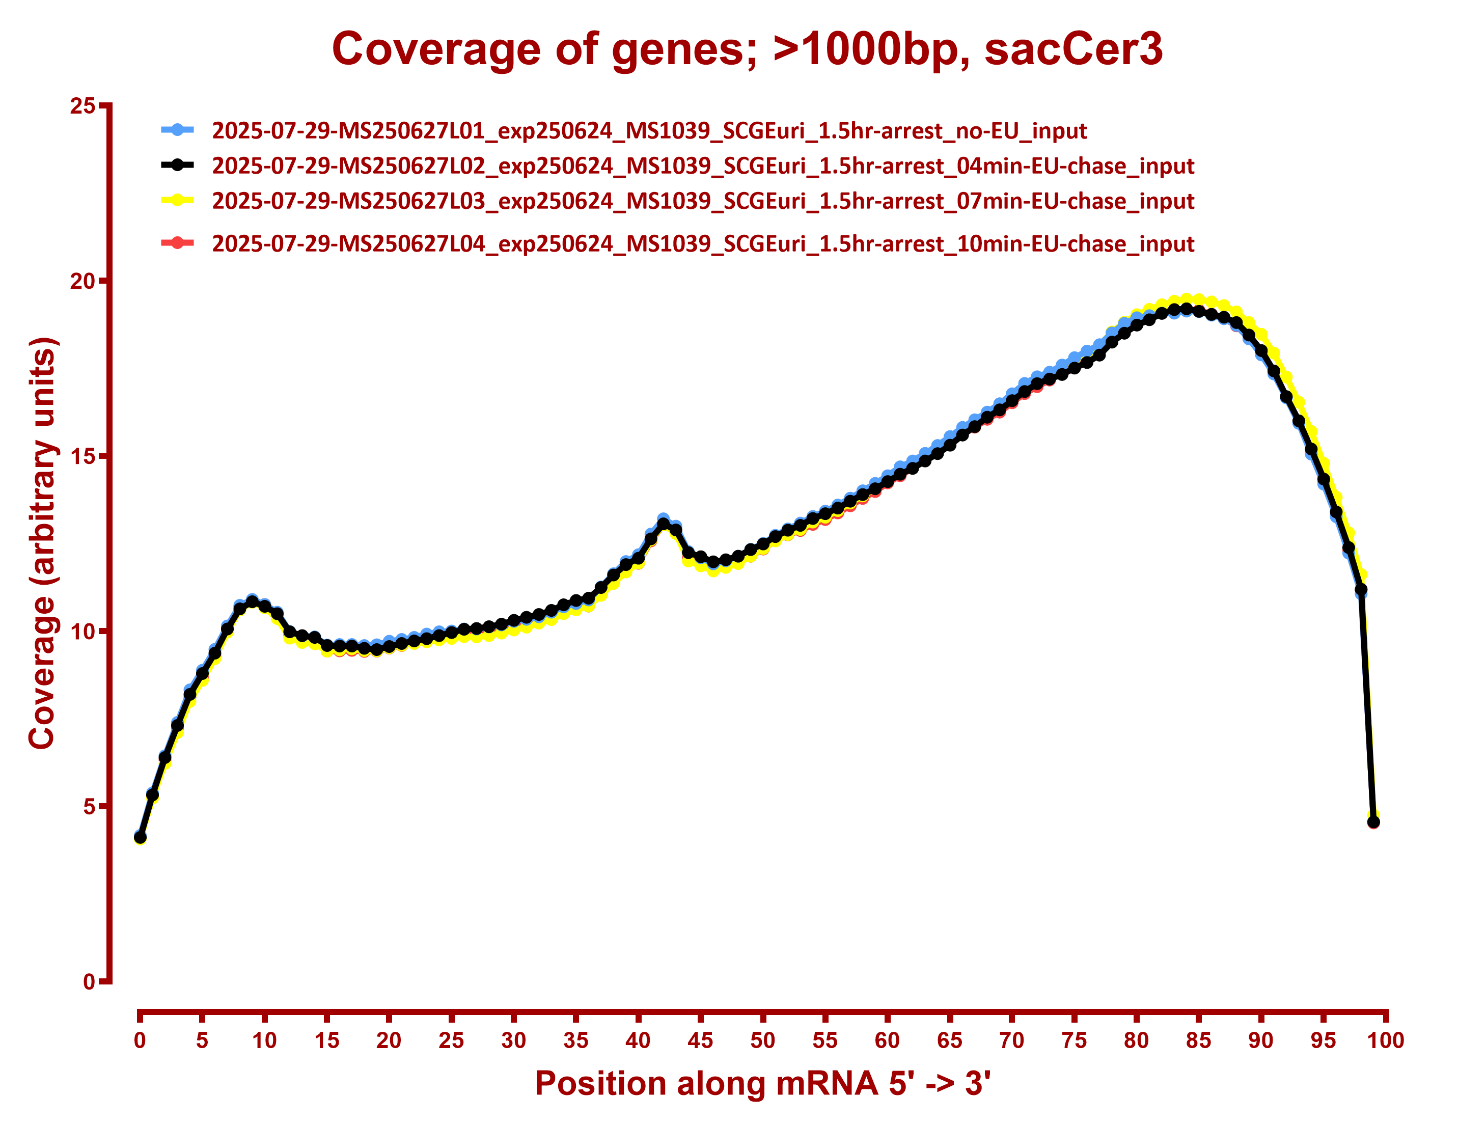 Coverage of genes; >1000bp, sacCer3
25
2025-07-29-MS250627L01_exp250624_MS1039_SCGEuri_1.5hr-arrest_no-EU_input
2025-07-29-MS250627L02_exp250624_MS1039_SCGEuri_1.5hr-arrest_04min-EU-chase_input
2025-07-29-MS250627L03_exp250624_MS1039_SCGEuri_1.5hr-arrest_07min-EU-chase_input
2025-07-29-MS250627L04_exp250624_MS1039_SCGEuri_1.5hr-arrest_10min-EU-chase_input
20
15
10
5
0
Coverage (arbitrary units)
0 5 10 15 20 25 30 35 40 45 50 55 60 65 70 75 80 85 90 95 100
Position along mRNA 5' -> 3'